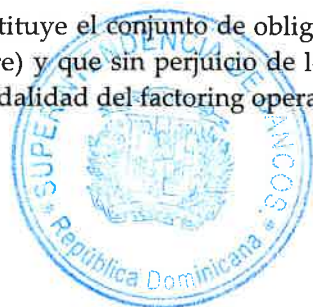 tituye el conjunto de oblig
re) y que sin perjuicio de l
dalidad del factoring opera
SUPERINTENDENCIA DE BANCOS
República Dominicana